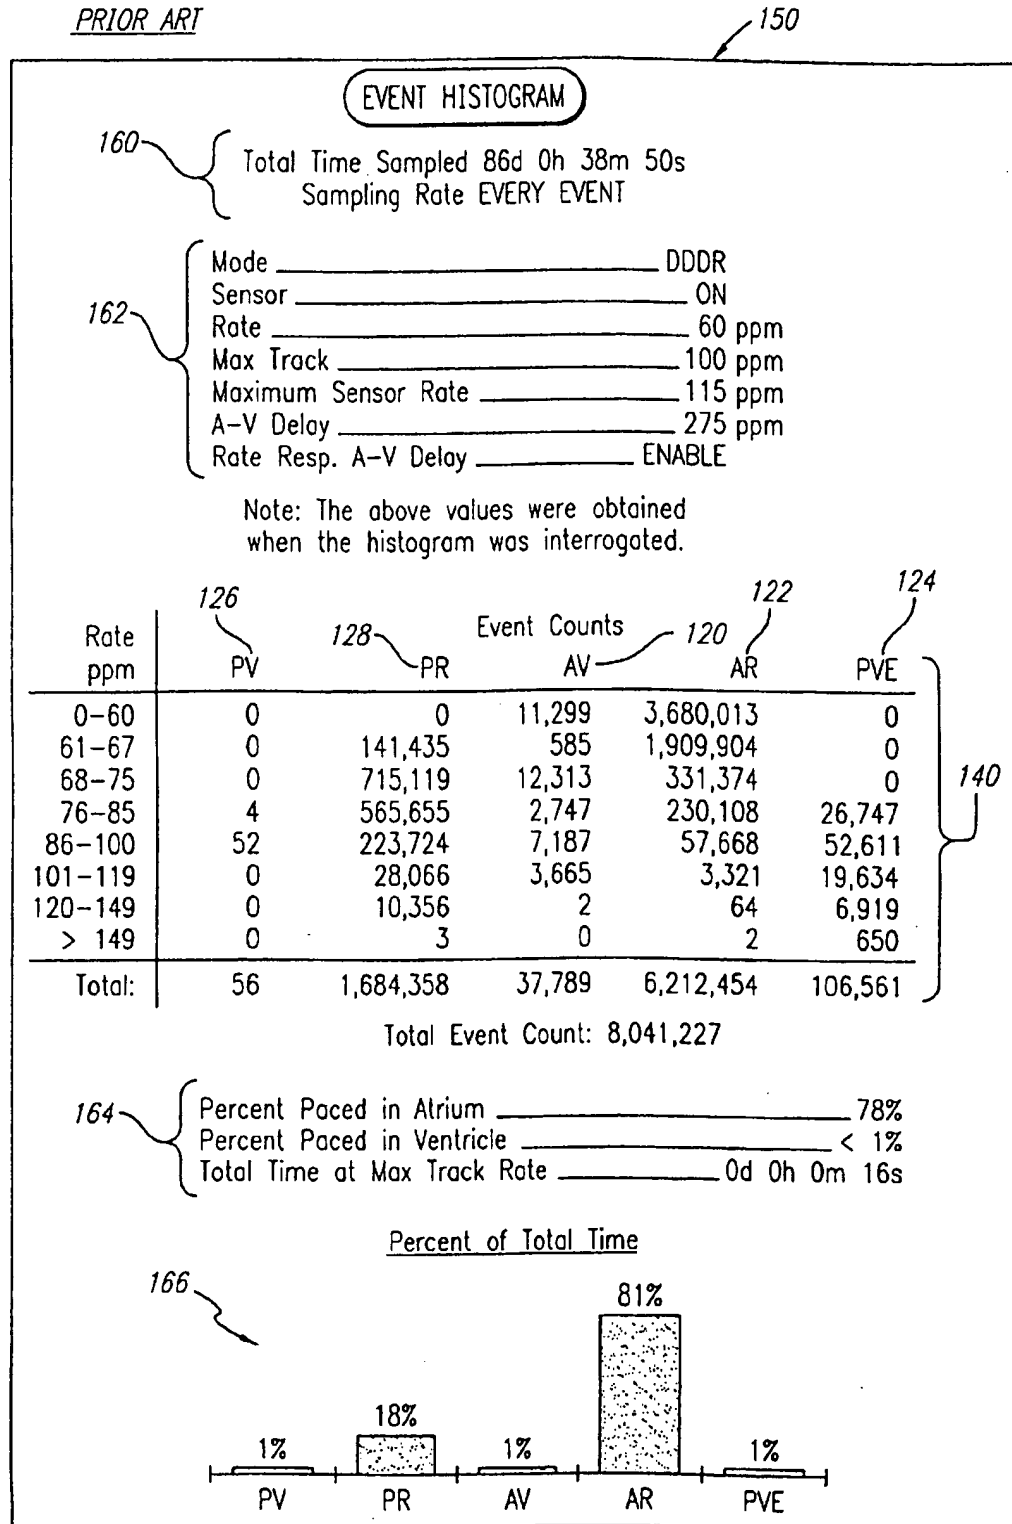 PRIOR ART
150
EVENT HISTOGRAM
160
Total Time Sampled 86d 0h 38m 50s
Sampling Rate EVERY EVENT
162
Mode DDDR
Sensor ON
Rate 60 ppm
Max Track 100 ppm
Maximum Sensor Rate 115 ppm
A-V Delay 275 ppm
Rate Resp. A-V Delay ENABLE
Note: The above values were obtained
when the histogram was interrogated.
126 128 Event Counts 120 122 124
Rate ppm PV PR AV AR PVE
0-60 0 0 11,299 3,680,013 0
61-67 0 141,435 585 1,909,904 0
68-75 0 715,119 12,313 331,374 0
76-85 4 565,655 2,747 230,108 26,747
86-100 52 223,724 7,187 57,668 52,611
101-119 0 28,066 3,665 3,321 19,634
120-149 0 10,356 2 64 6,919
> 149 0 3 0 2 650
Total: 56 1,684,358 37,789 6,212,454 106,561
140
Total Event Count: 8,041,227
164
Percent Paced in Atrium 78%
Percent Paced in Ventricle < 1%
Total Time at Max Track Rate 0d 0h 0m 16s
Percent of Total Time
166
1% 18% 1% 81% 1%
PV PR AV AR PVE